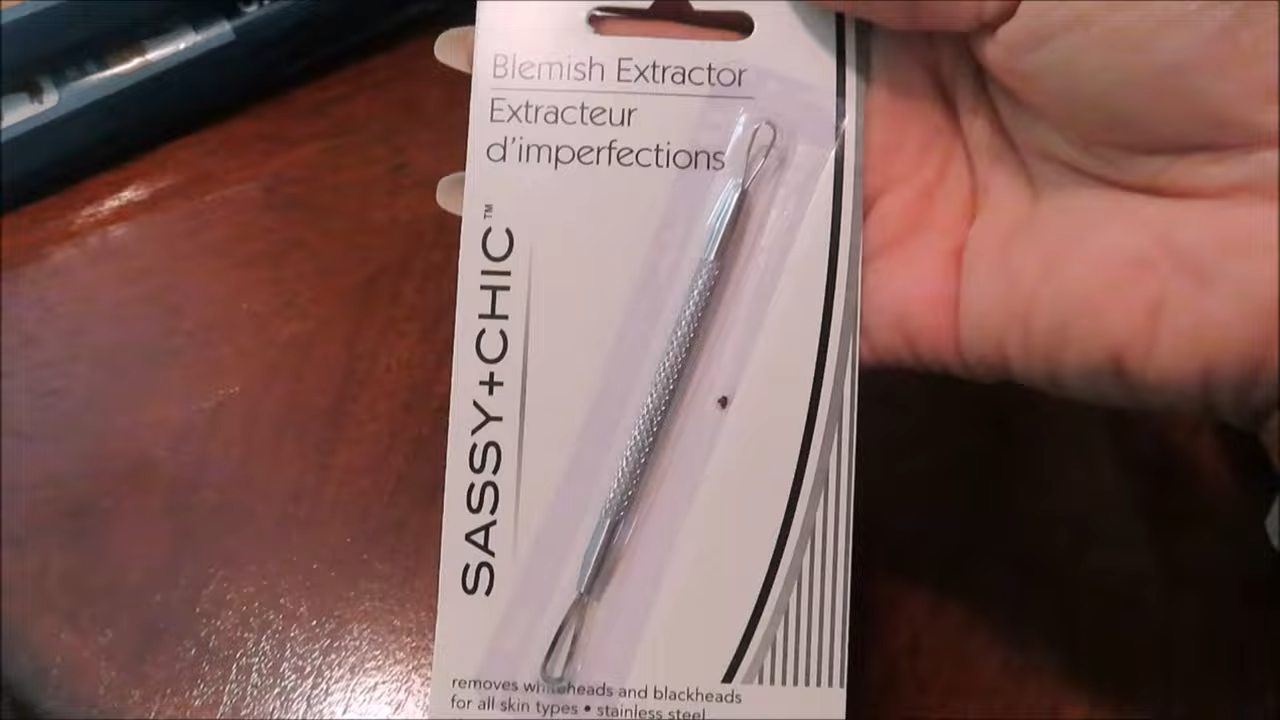 Blemish Extractor
Extracteur
d'imperfections
SASSY+CHIC™
removes whiteheads and blackheads
for all skin types • stainless steel